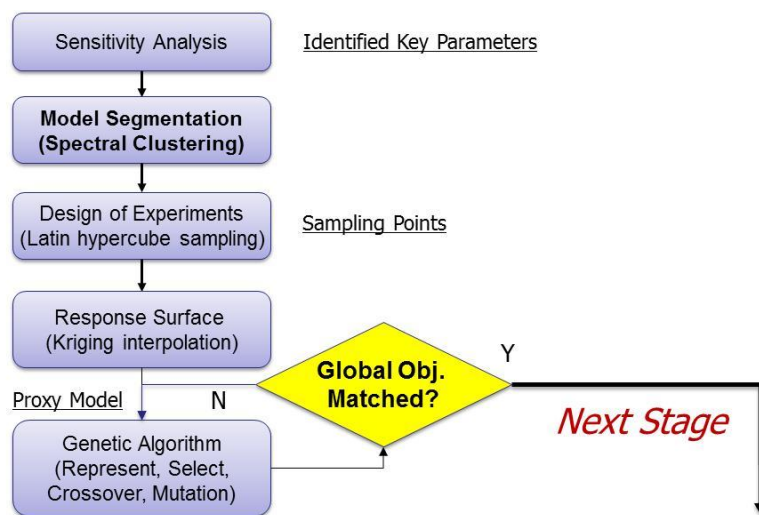 Sensitivity Analysis
Identified Key Parameters
Model Segmentation
(Spectral Clustering)
Design of Experiments
(Latin hypercube sampling)
Sampling Points
Response Surface
(Kriging interpolation)
Global Obj.
Matched?
Y
N
Proxy Model
Next Stage
Genetic Algorithm
(Represent, Select,
Crossover, Mutation)